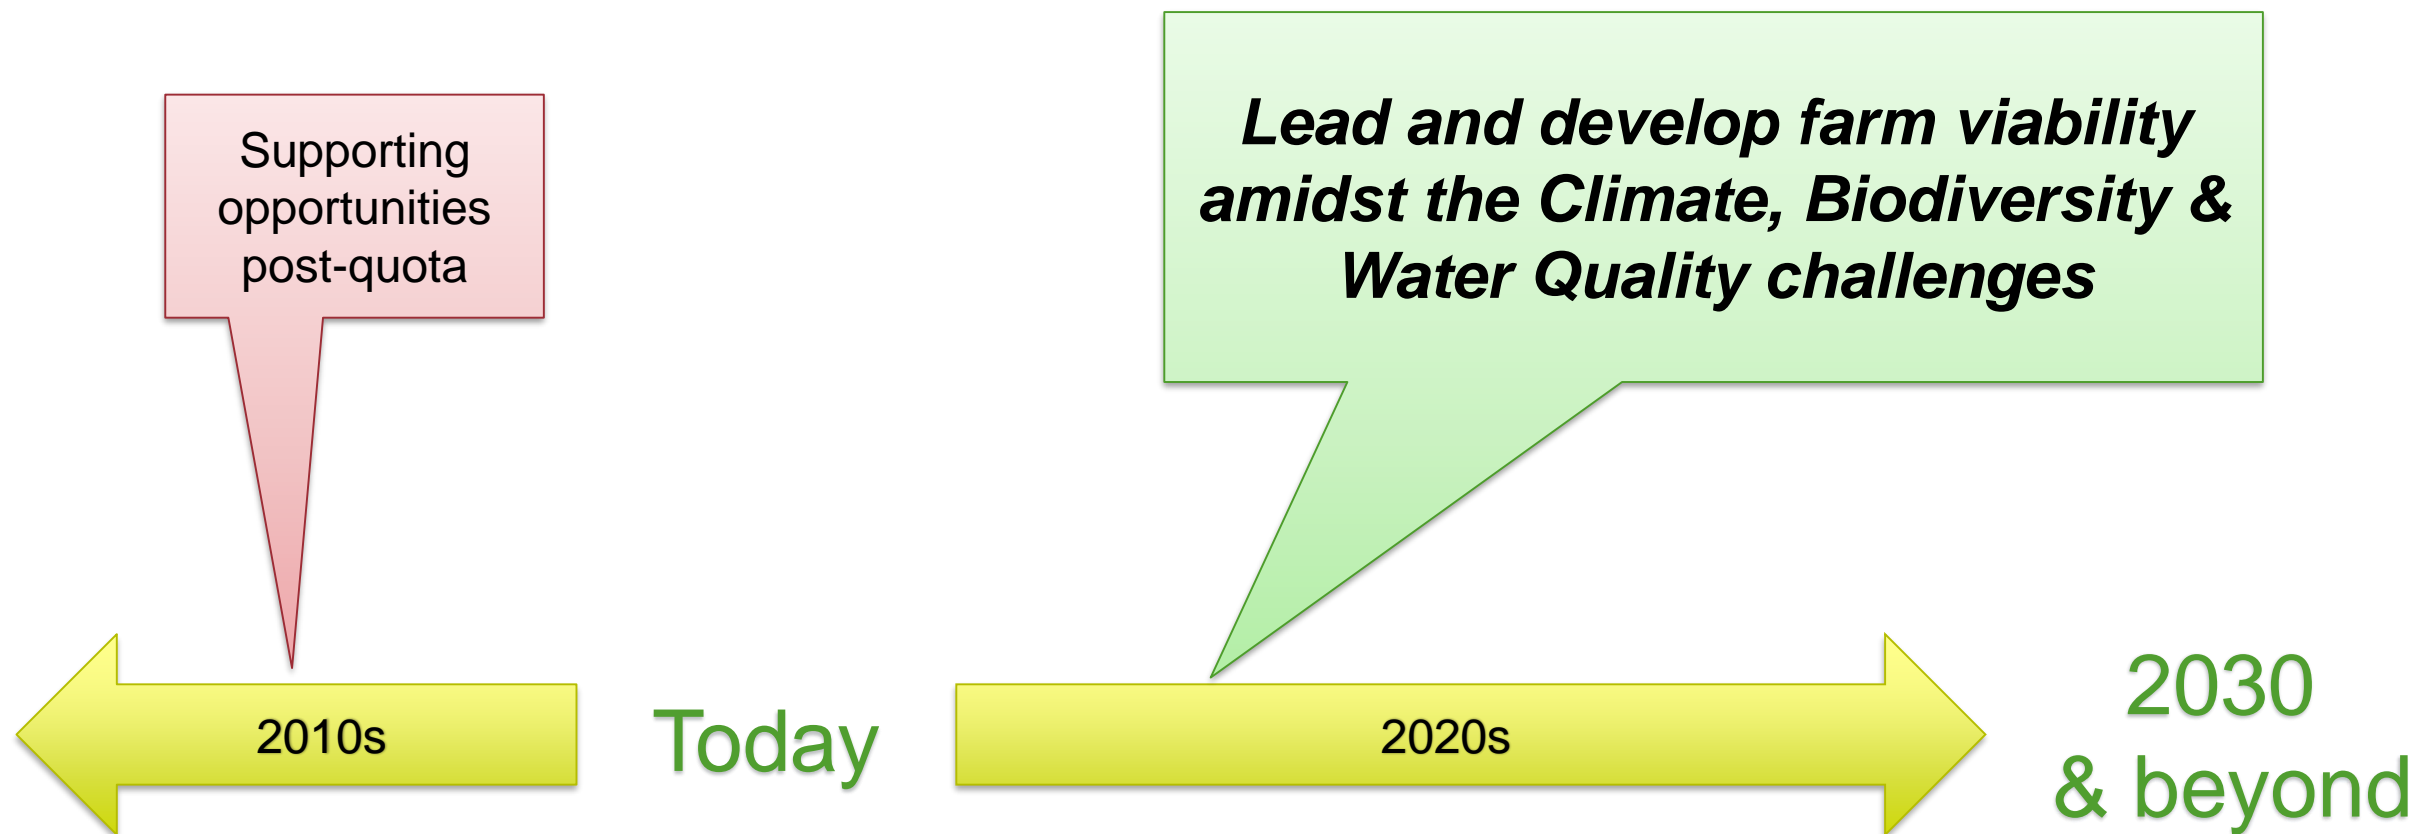 Supporting
opportunities
post-quota
Lead and develop farm viability
amidst the Climate, Biodiversity &
Water Quality challenges
2010s
Today
2020s
2030
& beyond